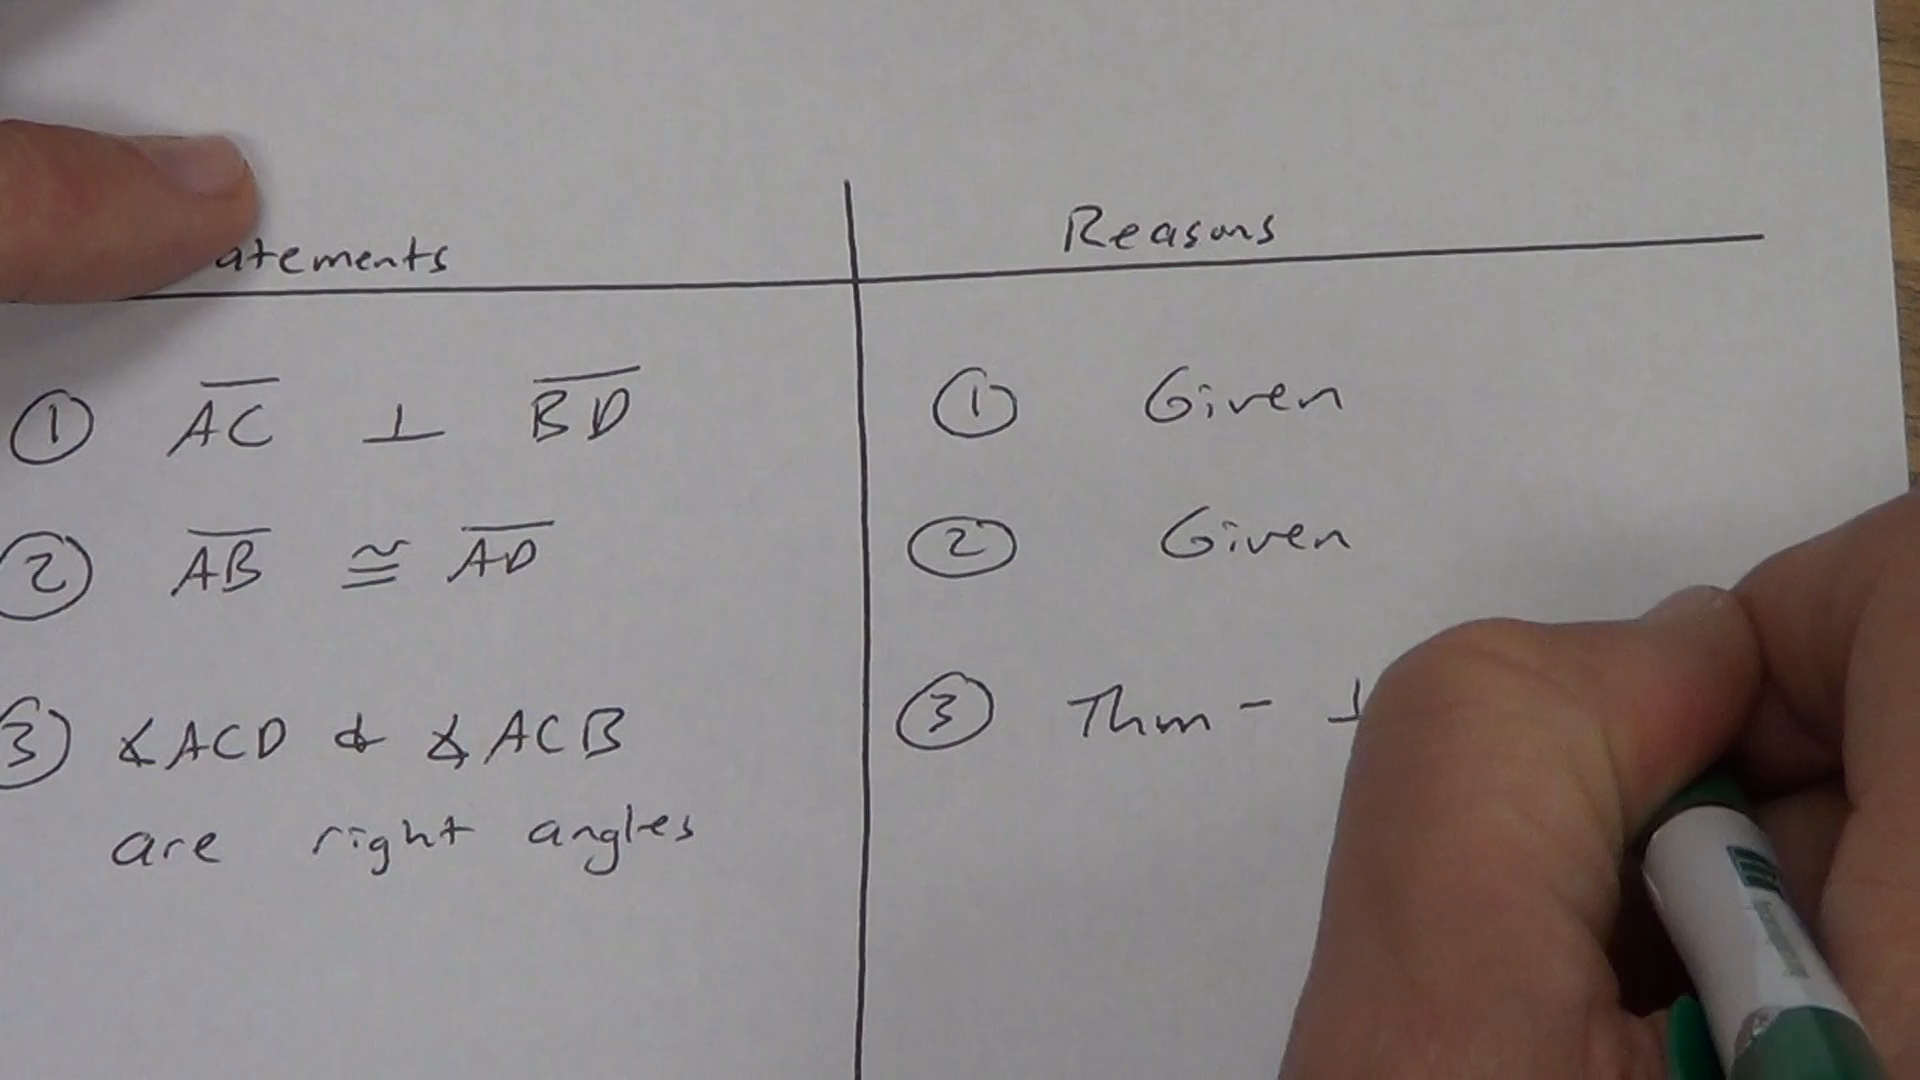 atements
Reasons
① AC ⊥ BD
① Given
② AB ≅ AD
② Given
③ ∡ACD & ∡ACB
are right angles
③ Thm - ⊥